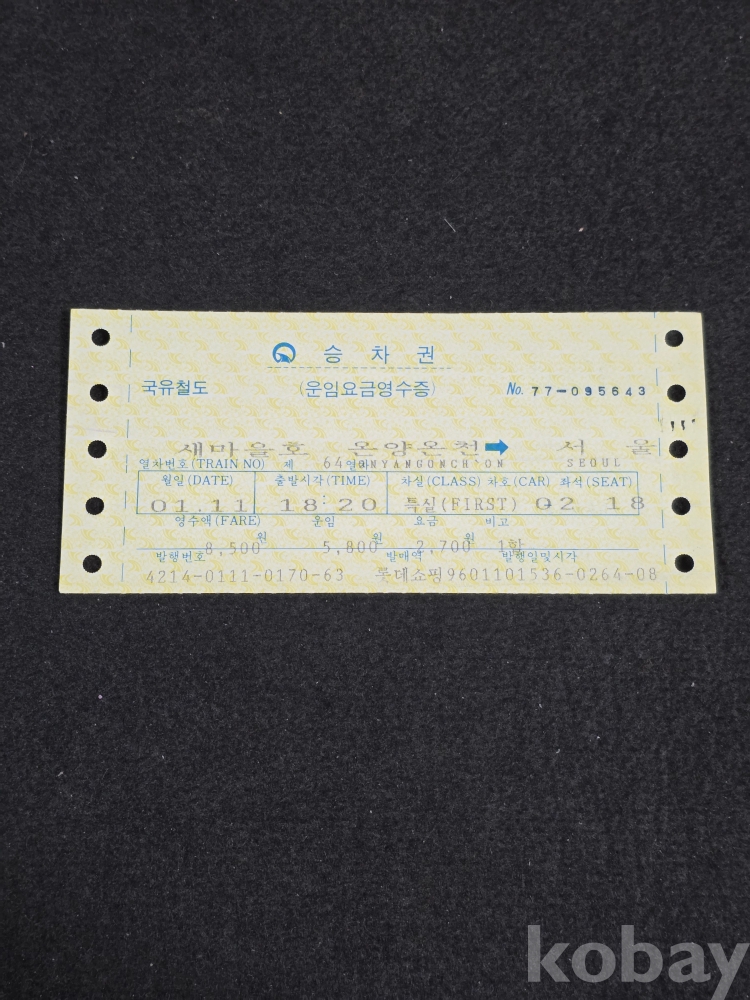 승차권
국유철도 (운임요금영수증) No. 77-095643
새마을호 온양온천 ➡ 서울
열차번호(TRAIN NO) 제 64열차 ONYANGONCH'ON SEOUL
월일(DATE) 출발시각(TIME) 차실(CLASS) 차호(CAR) 좌석(SEAT)
01.11 18:20 특실(FIRST) 02 18
영수액(FARE) 운임 요금 비고
8,500원 5,800원 2,700원
발행번호 발매역 발행일및시각
4214-0111-0170-63 롯데쇼핑9601101536-0264-08
kobay